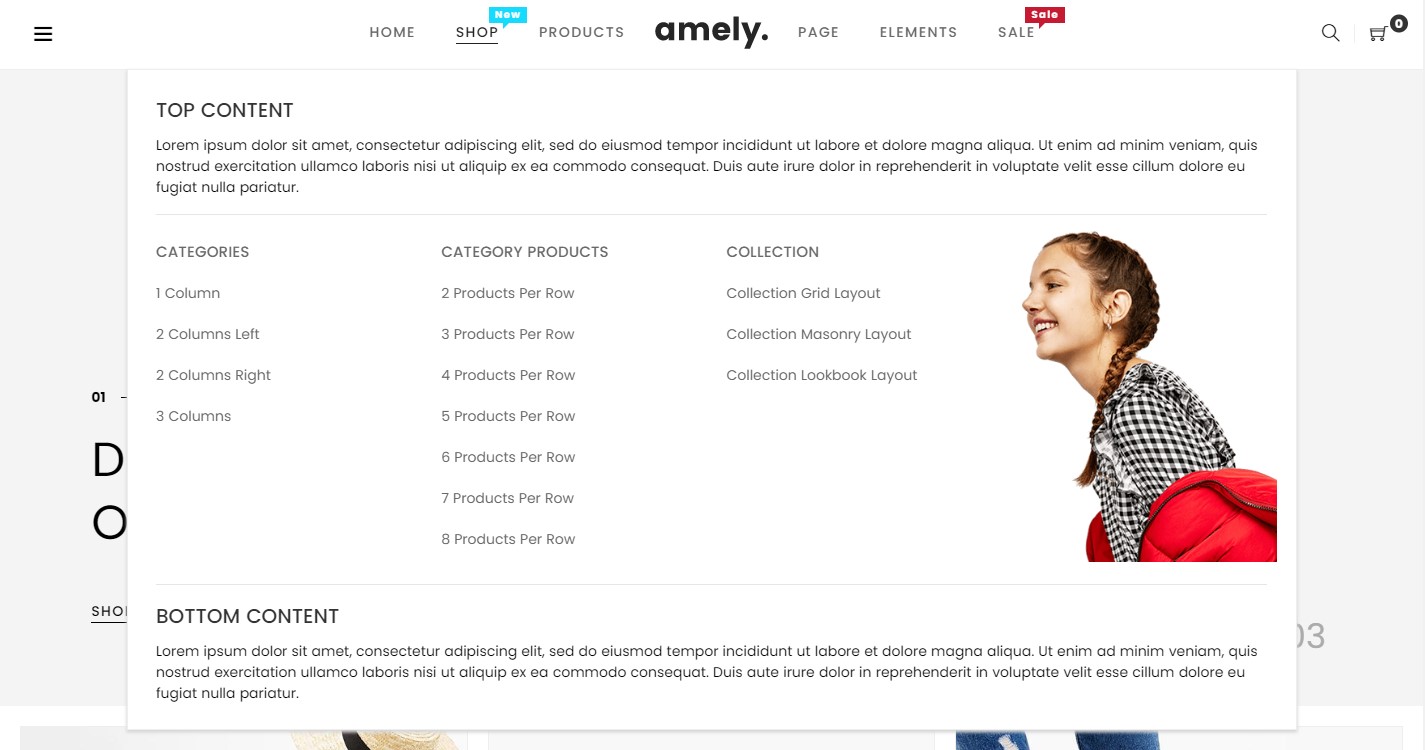 HOME
SHOP
New
PRODUCTS
amely.
PAGE
ELEMENTS
SALE
Sale
0
TOP CONTENT
Lorem ipsum dolor sit amet, consectetur adipiscing elit, sed do eiusmod tempor incididunt ut labore et dolore magna aliqua. Ut enim ad minim veniam, quis
nostrud exercitation ullamco laboris nisi ut aliquip ex ea commodo consequat. Duis aute irure dolor in reprehenderit in voluptate velit esse cillum dolore eu
fugiat nulla pariatur.
CATEGORIES
1 Column
2 Columns Left
2 Columns Right
3 Columns
CATEGORY PRODUCTS
2 Products Per Row
3 Products Per Row
4 Products Per Row
5 Products Per Row
6 Products Per Row
7 Products Per Row
8 Products Per Row
COLLECTION
Collection Grid Layout
Collection Masonry Layout
Collection Lookbook Layout
01
D
O
SHOP
03
BOTTOM CONTENT
Lorem ipsum dolor sit amet, consectetur adipiscing elit, sed do eiusmod tempor incididunt ut labore et dolore magna aliqua. Ut enim ad minim veniam, quis
nostrud exercitation ullamco laboris nisi ut aliquip ex ea commodo consequat. Duis aute irure dolor in reprehenderit in voluptate velit esse cillum dolore eu
fugiat nulla pariatur.